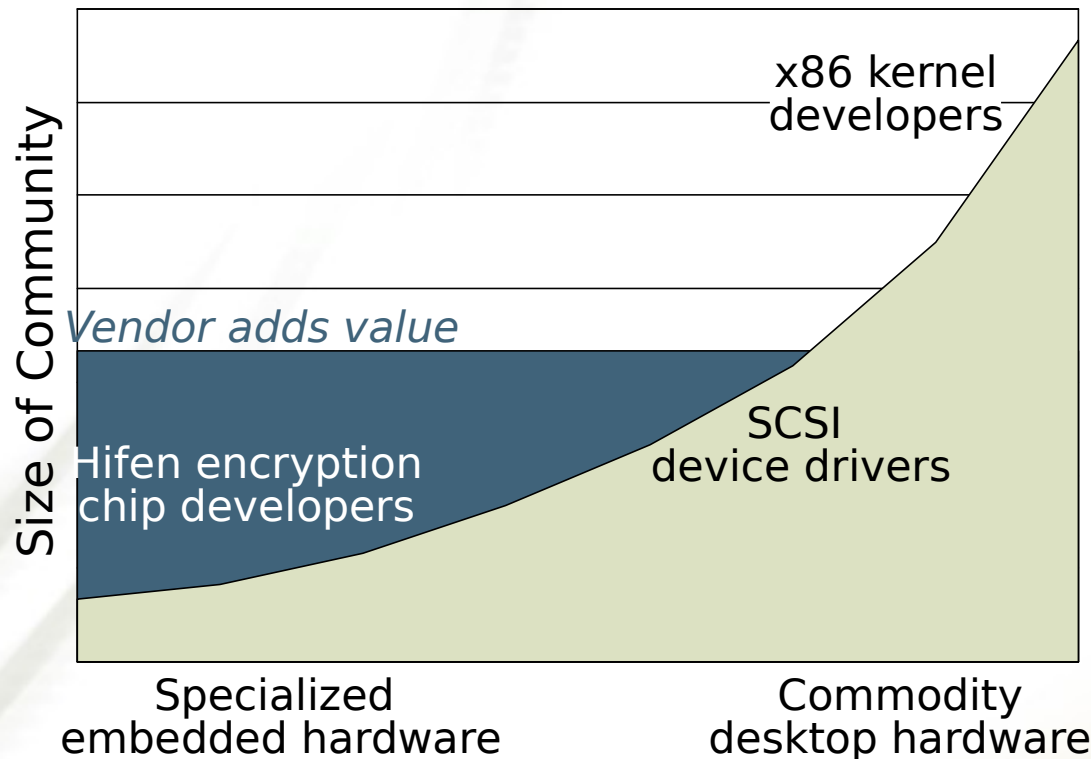 x86 kernel
developers
Size of Community
Vendor adds value
SCSI
device drivers
Hifen encryption
chip developers
Specialized
embedded hardware
Commodity
desktop hardware